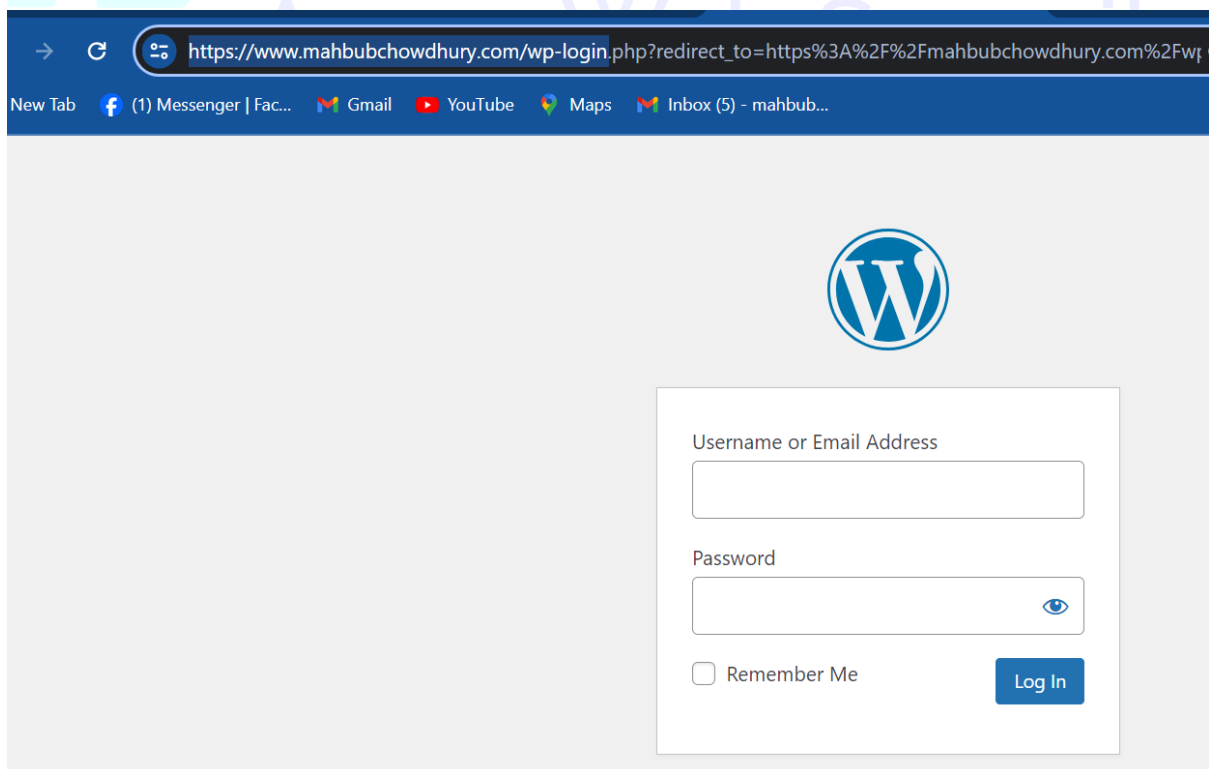 https://www.mahbubchowdhury.com/wp-login.php?redirect_to=https%3A%2F%2Fmahbubchowdhury.com%2Fwp
New Tab (1) Messenger | Fac... Gmail YouTube Maps Inbox (5) - mahbub...
Username or Email Address
Password
Remember Me
Log In